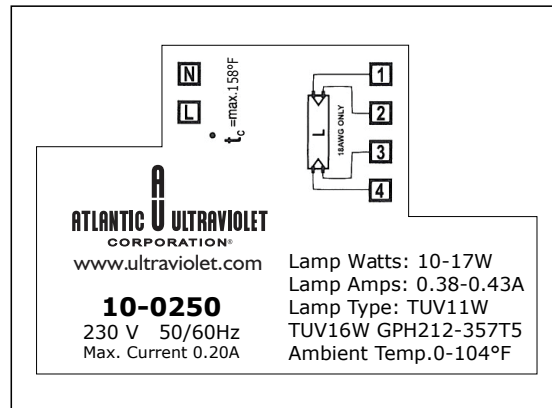 N
L
tc =max.158°F
L
18AWG ONLY
1
2
3
4
ATLANTIC AU ULTRAVIOLET
CORPORATION®
www.ultraviolet.com
10-0250
230 V 50/60Hz
Max. Current 0.20A
Lamp Watts: 10-17W
Lamp Amps: 0.38-0.43A
Lamp Type: TUV11W
TUV16W GPH212-357T5
Ambient Temp.0-104°F